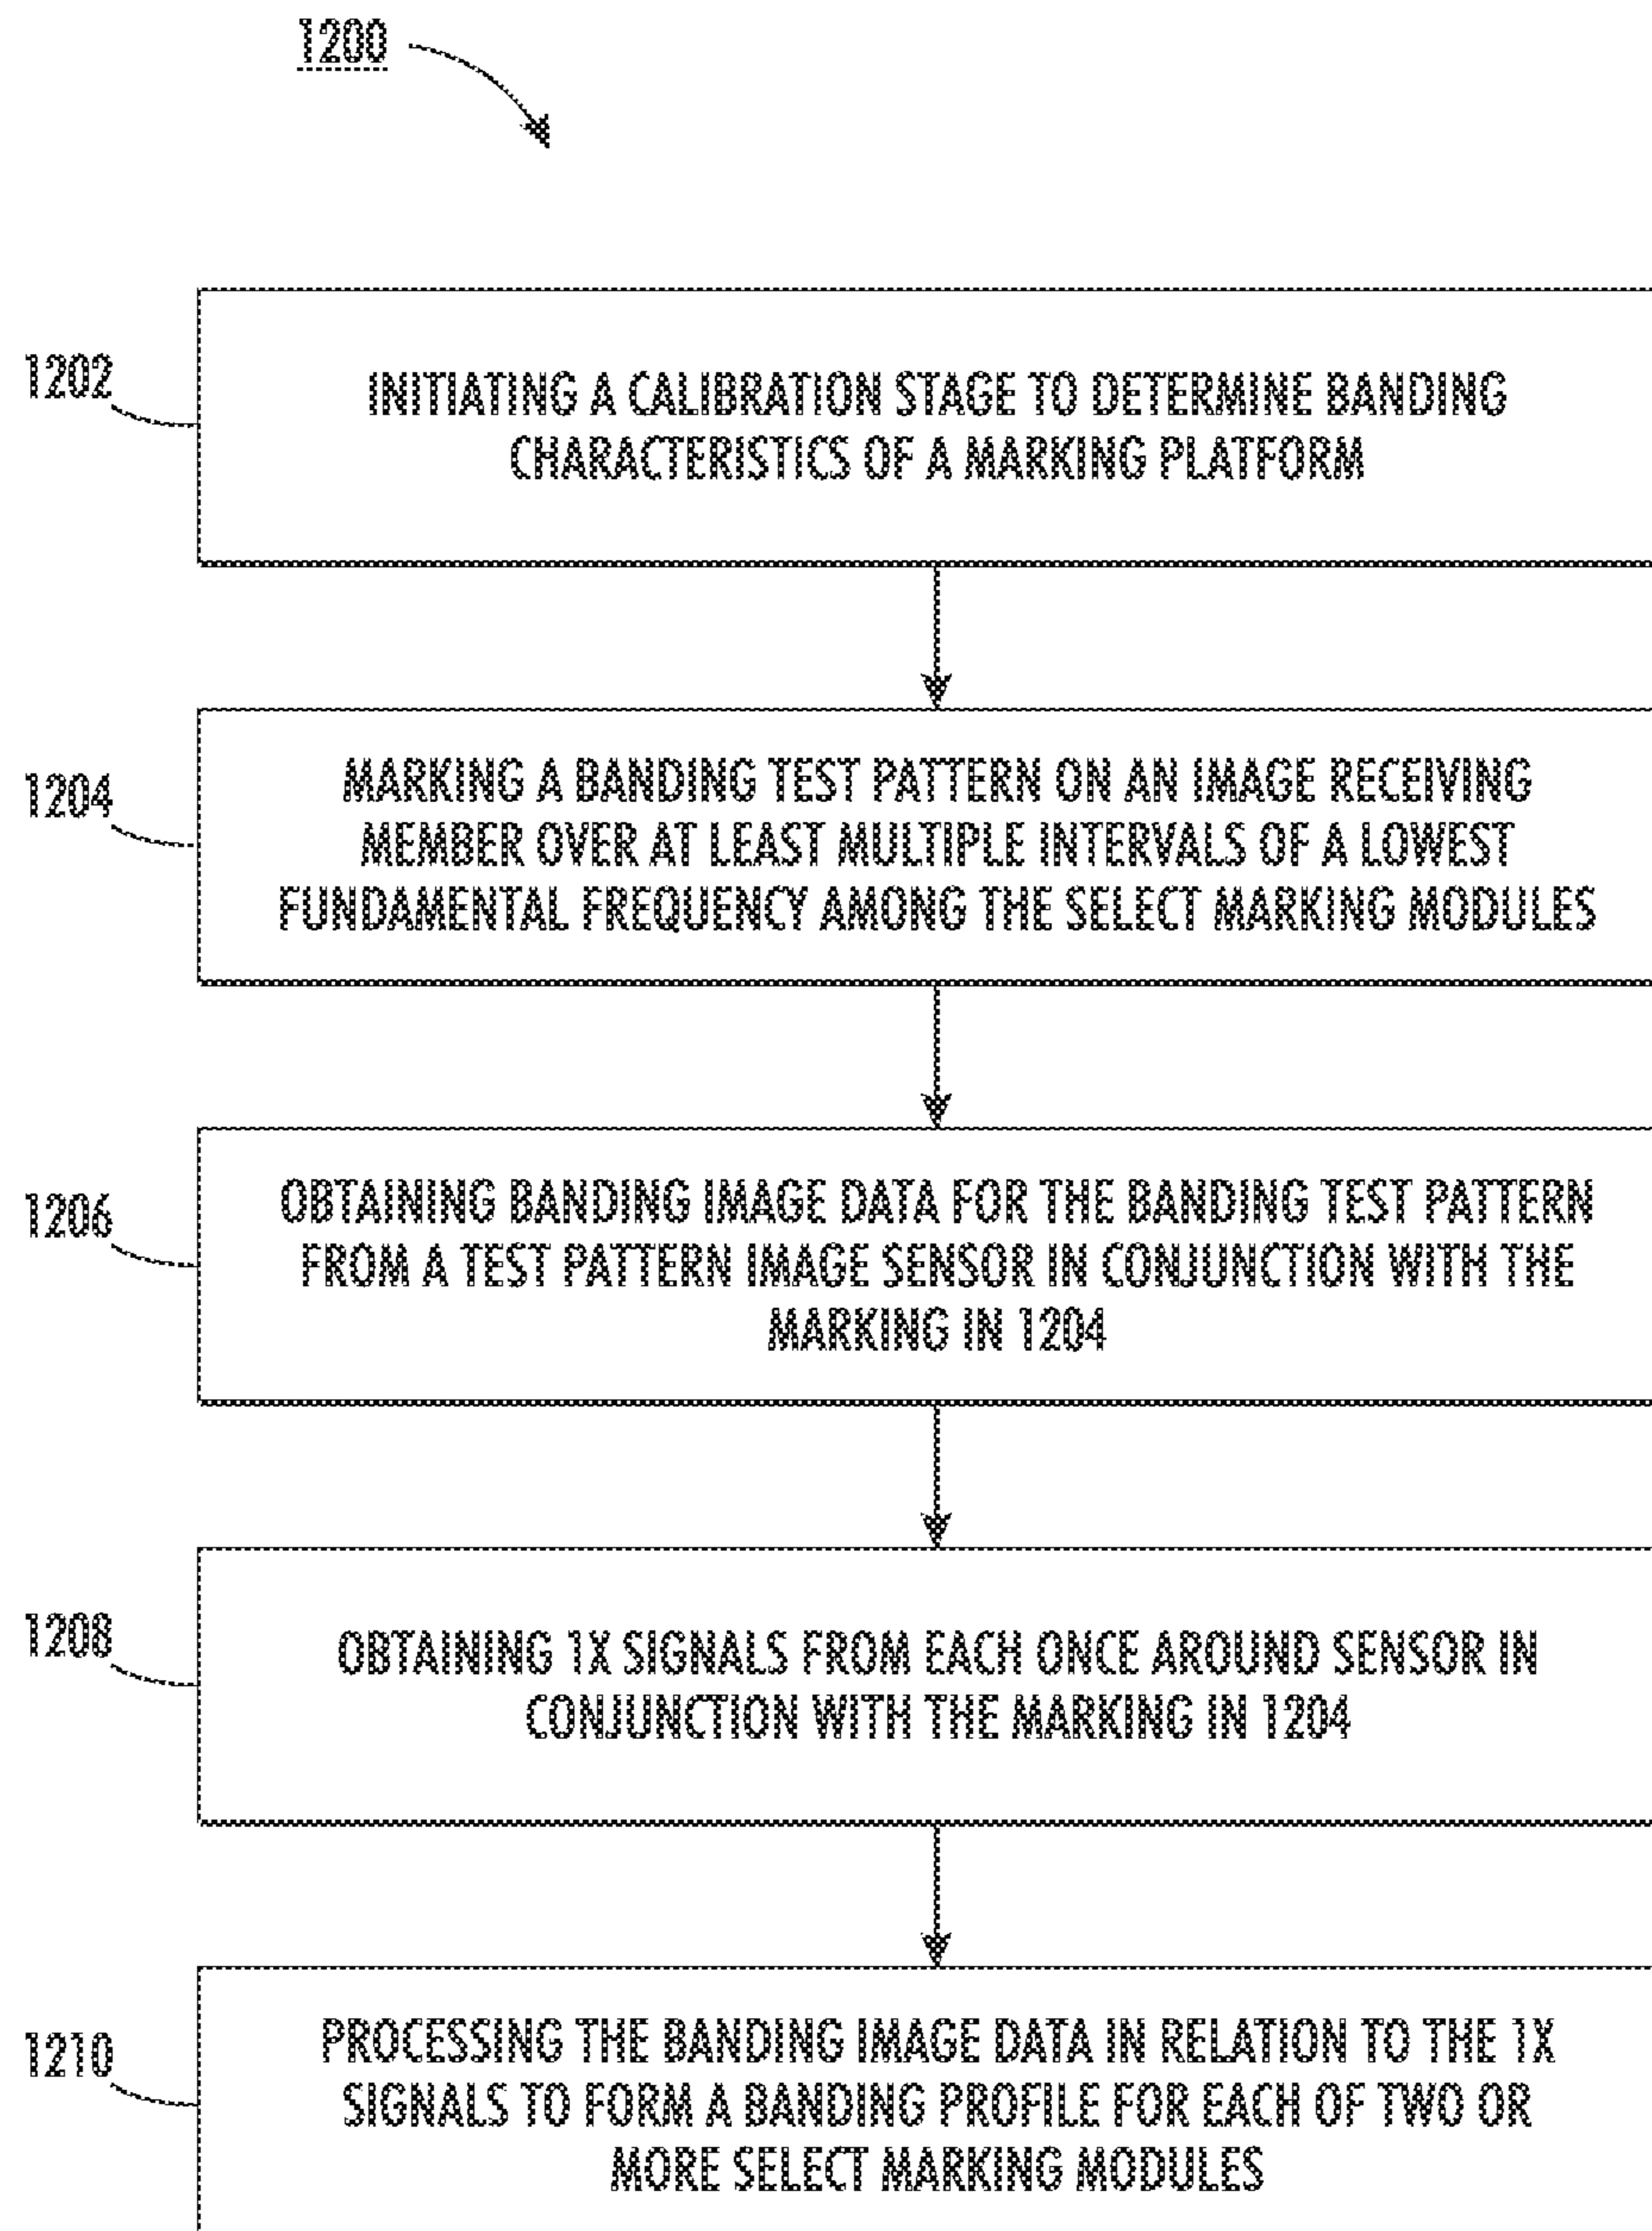 1200
1202
INITIATING A CALIBRATION STAGE TO DETERMINE BANDING
CHARACTERISTICS OF A MARKING PLATFORM
1204
MARKING A BANDING TEST PATTERN ON AN IMAGE RECEIVING
MEMBER OVER AT LEAST MULTIPLE INTERVALS OF A LOWEST
FUNDAMENTAL FREQUENCY AMONG THE SELECT MARKING MODULES
1206
OBTAINING BANDING IMAGE DATA FOR THE BANDING TEST PATTERN
FROM A TEST PATTERN IMAGE SENSOR IN CONJUNCTION WITH THE
MARKING IN 1204
1208
OBTAINING 1X SIGNALS FROM EACH ONCE AROUND SENSOR IN
CONJUNCTION WITH THE MARKING IN 1204
1210
PROCESSING THE BANDING IMAGE DATA IN RELATION TO THE 1X
SIGNALS TO FORM A BANDING PROFILE FOR EACH OF TWO OR
MORE SELECT MARKING MODULES